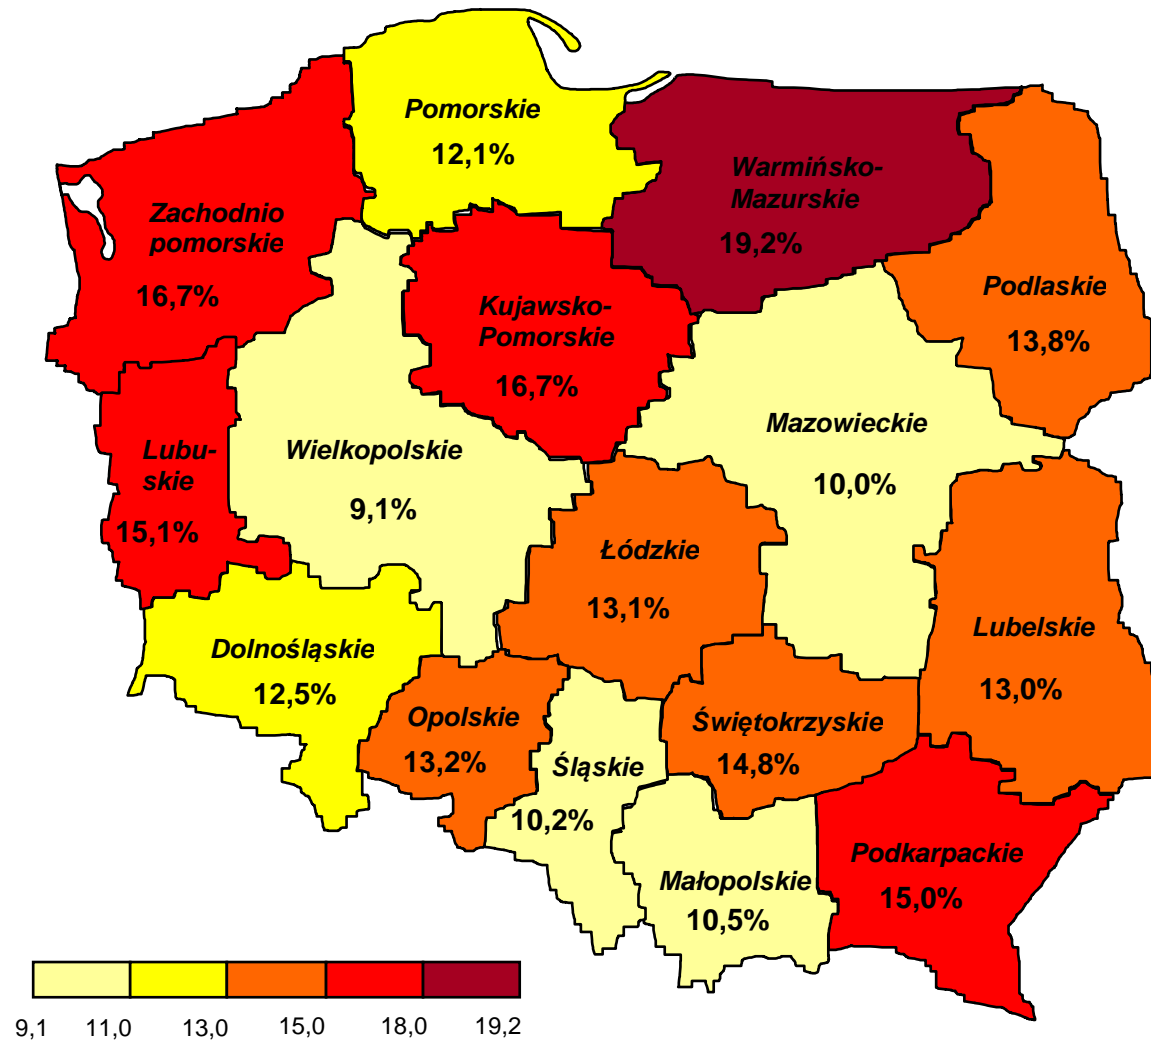 Pomorskie
12,1%
Warmińsko-
Mazurskie
19,2%
Zachodnio
pomorskie
16,7%
Podlaskie
13,8%
Kujawsko-
Pomorskie
16,7%
Mazowieckie
10,0%
Lubu-
skie
15,1%
Wielkopolskie
9,1%
Łódzkie
13,1%
Lubelskie
13,0%
Dolnośląskie
12,5%
Opolskie
13,2%
Śląskie
10,2%
Świętokrzyskie
14,8%
Małopolskie
10,5%
Podkarpackie
15,0%
9,1 11,0 13,0 15,0 18,0 19,2